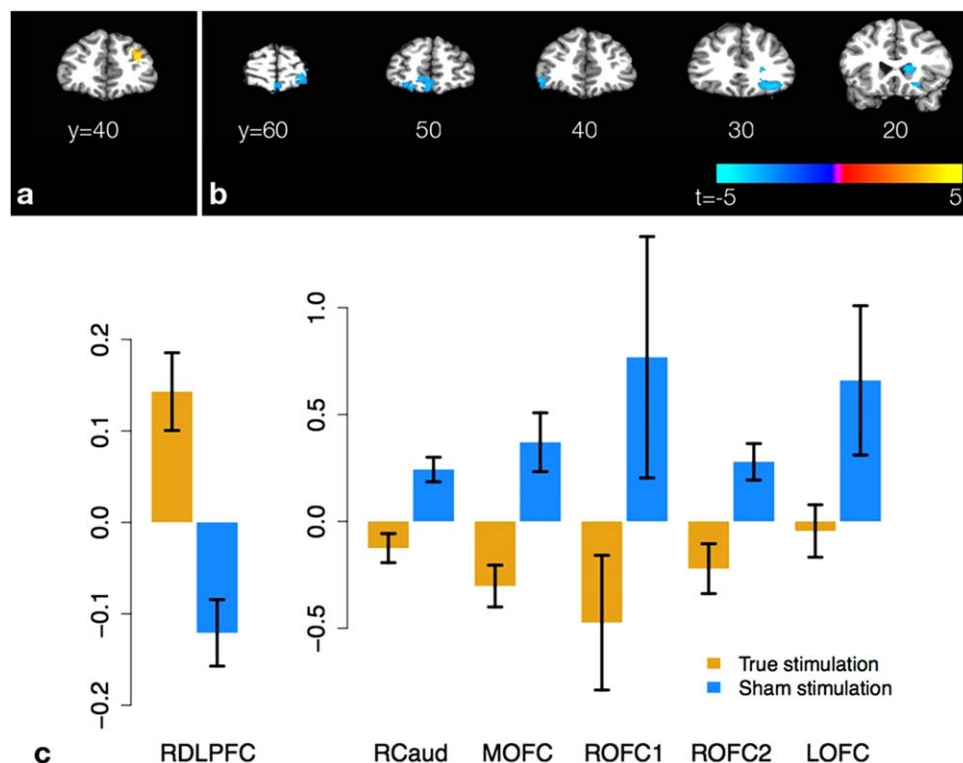 y=40
y=60 50 40 30 20
a b
t=-5 5
0.2
0.1
0.0
-0.1
-0.2
1.0
0.5
0.0
-0.5
True stimulation
Sham stimulation
c RDLPFC RCaud MOFC ROFC1 ROFC2 LOFC